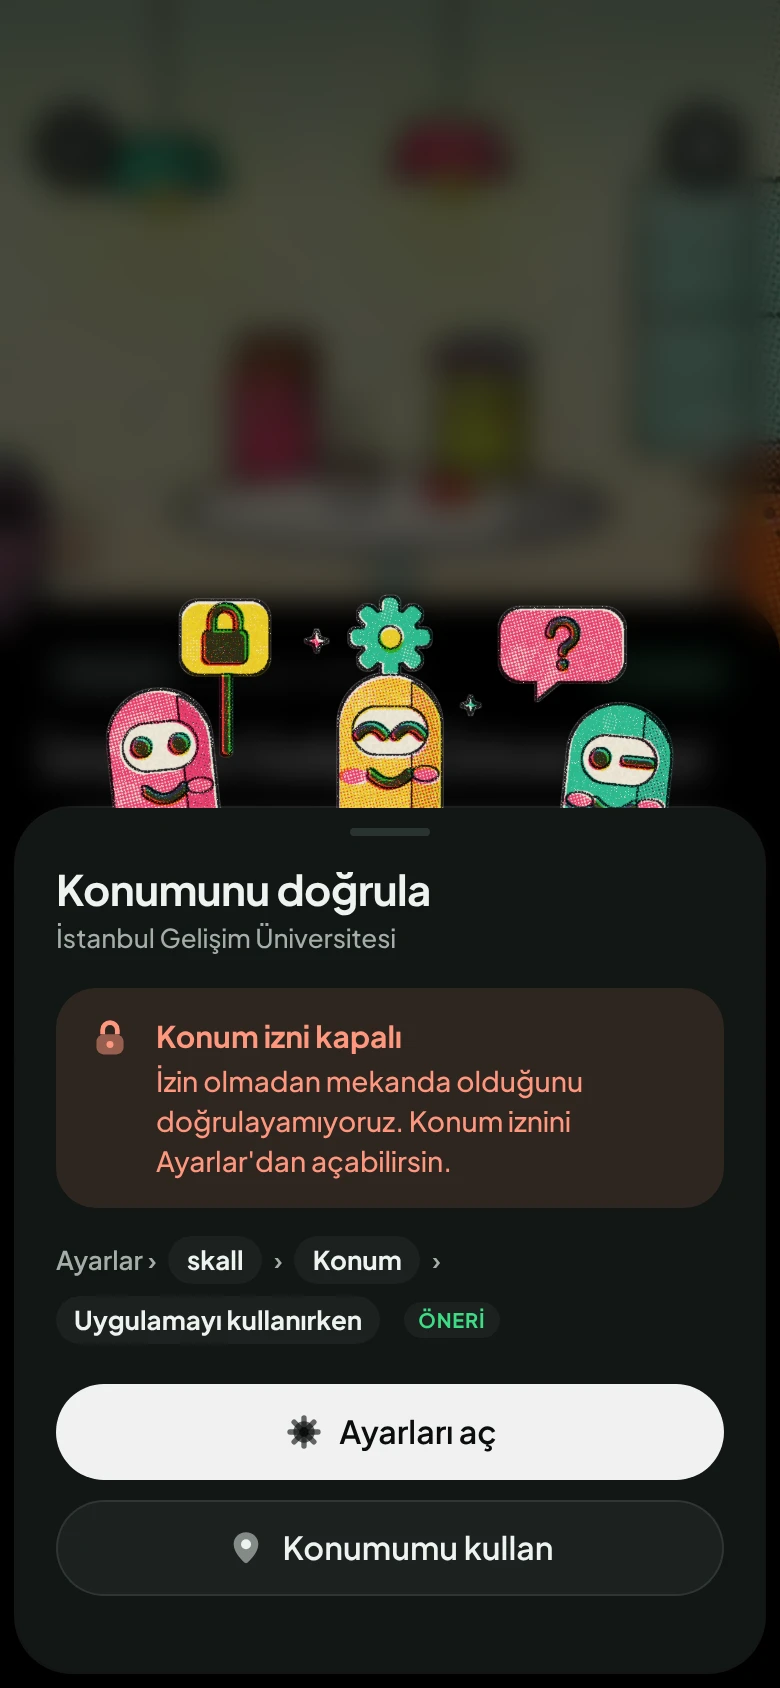 ?
Konumunu doğrula
İstanbul Gelişim Üniversitesi
Konum izni kapalı
İzin olmadan mekanda olduğunu
doğrulayamıyoruz. Konum iznini
Ayarlar'dan açabilirsin.
Ayarlar › skall › Konum ›
Uygulamayı kullanırken ÖNERİ
Ayarları aç
Konumumu kullan